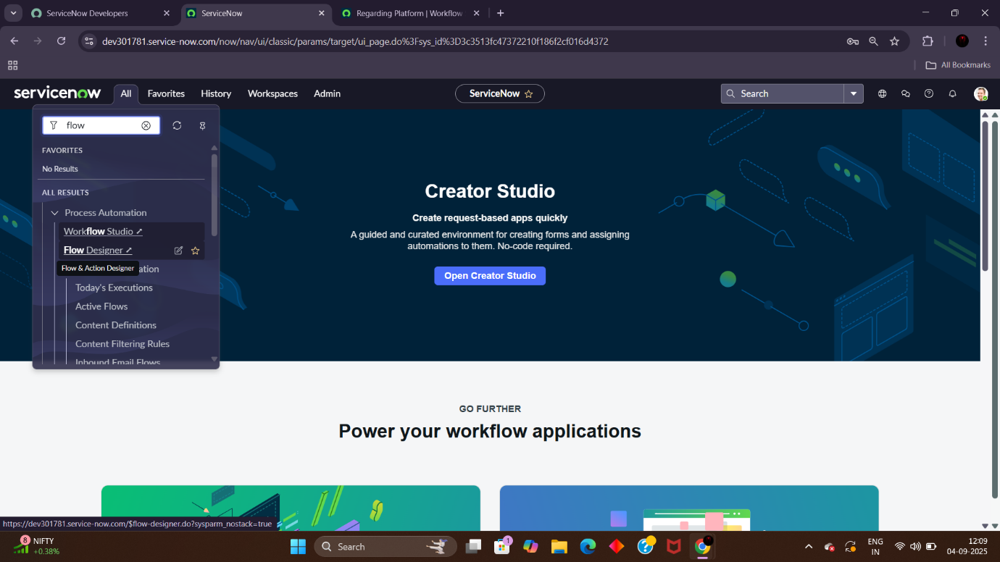 ServiceNow Developers
ServiceNow
Regarding Platform | Workflow
dev301781.service-now.com/now/nav/ui/classic/params/target/ui_page.do%3Fsys_id%3D3c3513fc47372210f186f2cf016d4372
All Bookmarks
servicenow
All
Favorites
History
Workspaces
Admin
ServiceNow
Search
flow
FAVORITES
No Results
ALL RESULTS
Process Automation
Workflow Studio
Flow Designer
Flow & Action Designer
ation
Today's Executions
Active Flows
Content Definitions
Content Filtering Rules
Inbound Email Flows
Creator Studio
Create request-based apps quickly
A guided and curated environment for creating forms and assigning
automations to them. No-code required.
Open Creator Studio
GO FURTHER
Power your workflow applications
https://dev301781.service-now.com/$flow-designer.do?sysparm_nostack=true
8
NIFTY
+0.38%
Search
1
ENG
IN
12:09
04-09-2025